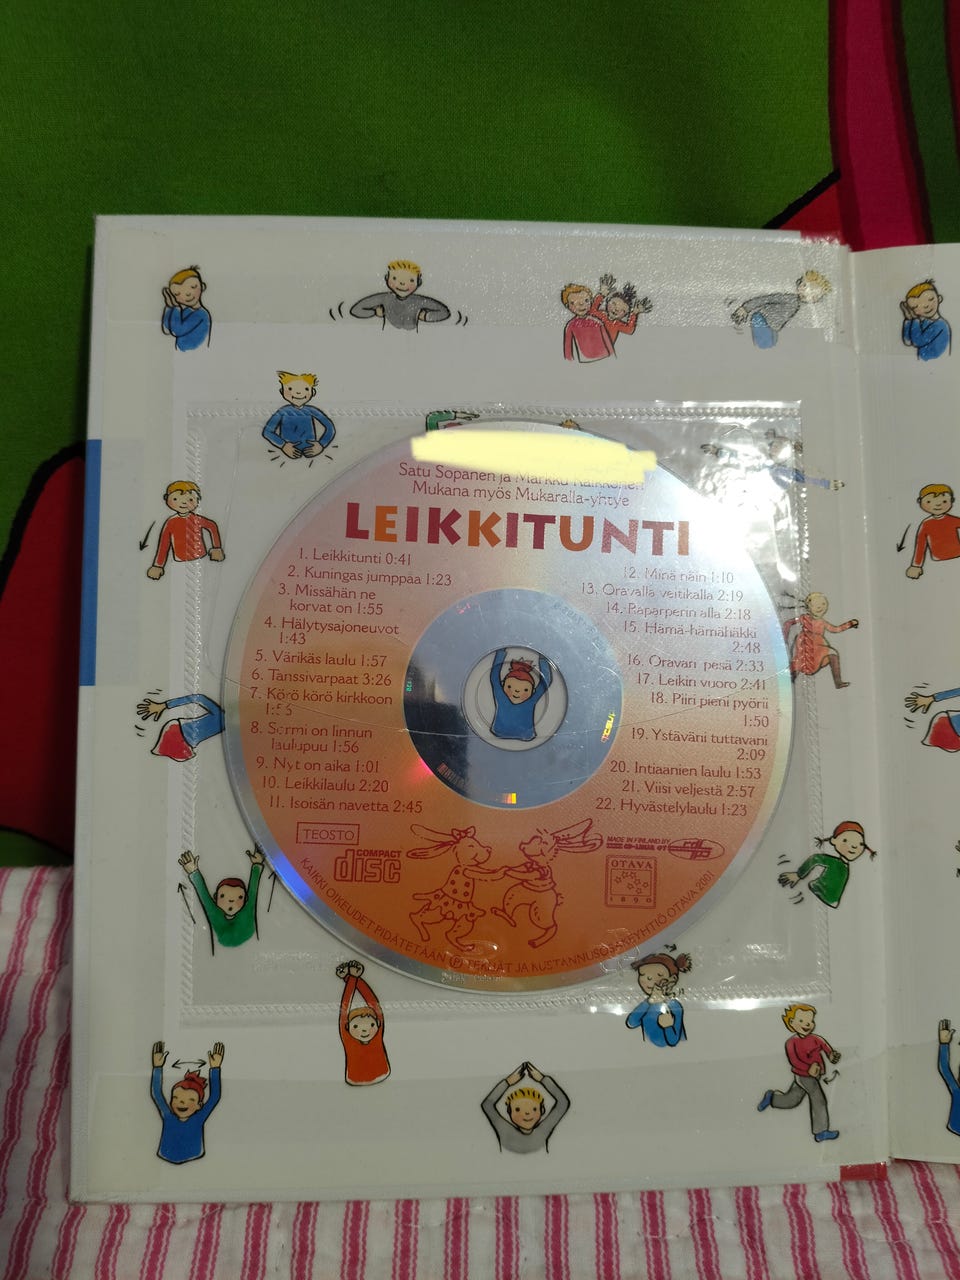 Satu Sopanen ja Markku Kaikkonen
Mukana myös Mukaralla-yhtye
LEIKKITUNTI
1. Leikkitunti 0:41
2. Kuningas jumppaa 1:23
3. Missähän ne
korvat on 1:55
4. Hälytysajoneuvot
1:43
5. Värikäs laulu 1:57
6. Tanssivarpaat 3:26
7. Körö körö kirkkoon
1:56
8. Sormi on linnun
laulupuu 1:56
9. Nyt on aika 1:01
10. Leikkilaulu 2:20
11. Isoisän navetta 2:45
12. Minä näin 1:10
13. Oravalla veitikalla 2:19
14. Paparperin alla 2:18
15. Hämä-hämähäkki
2:48
16. Oravan pesä 2:33
17. Leikin vuoro 2:41
18. Piiri pieni pyörii
1:50
19. Ystäväni tuttavani
2:09
20. Intiaanien laulu 1:53
21. Viisi veljestä 2:57
22. Hyvästelylaulu 1:23
TEOSTO
COMPACT
disc
MADE IN FINLAND BY
OTAVA
1890
KAIKKI OIKEUDET PIDÄTETÄÄN Ⓟ TEKIJÄT JA KUSTANNUSOSAKEYHTIÖ OTAVA 2001